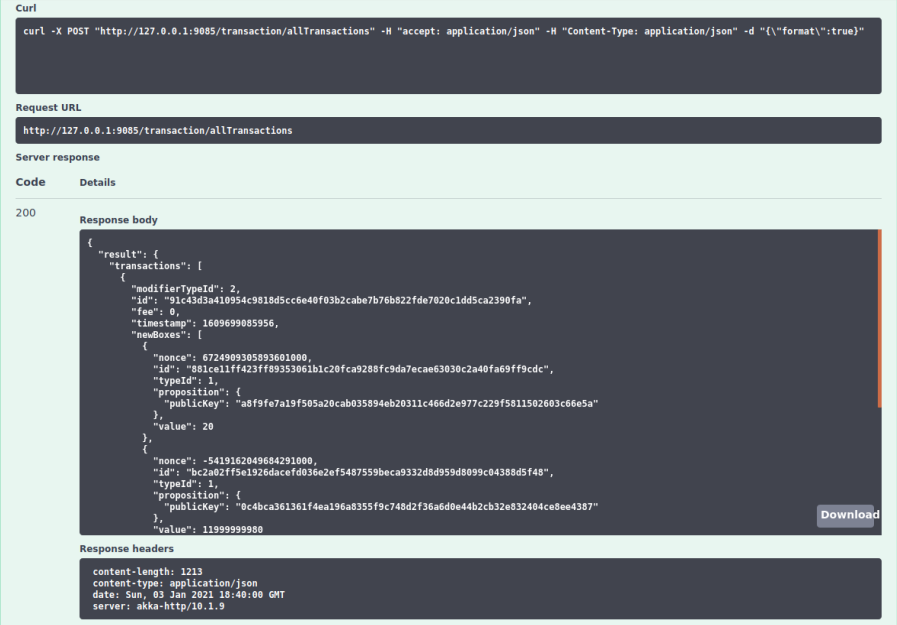 Curl
curl -X POST "http://127.0.0.1:9085/transaction/allTransactions" -H "accept: application/json" -H "Content-Type: application/json" -d "{\"format\":true}"
Request URL
http://127.0.0.1:9085/transaction/allTransactions
Server response
Code Details
200
Response body
{
"result": {
"transactions": [
{
"modifierTypeId": 2,
"id": "91c43d3a410954c9818d5cc6e40f03b2cabe7b76b822fde7020c1dd5ca2390fa",
"fee": 0,
"timestamp": 1609699085956,
"newBoxes": [
{
"nonce": 6724909305893601000,
"id": "881ce11ff423ff89353061b1c20fca9288fc9da7ecae63030c2a40fa69ff9cdc",
"typeId": 1,
"proposition": {
"publicKey": "a8f9fe7a19f505a20cab035894eb20311c466d2e977c229f5811502603c66e5a"
},
"value": 20
},
{
"nonce": -5419162049684291000,
"id": "bc2a02ff5e1926dacefd036e2ef5487559beca9332d8d959d8099c04388d5f48",
"typeId": 1,
"proposition": {
"publicKey": "0c4bca361361f4ea196a8355f9c748d2f36a6d0e44b2cb32e832404ce8ee4387"
},
"value": 11999999980
Download
Response headers
content-length: 1213
content-type: application/json
date: Sun, 03 Jan 2021 18:40:00 GMT
server: akka-http/10.1.9